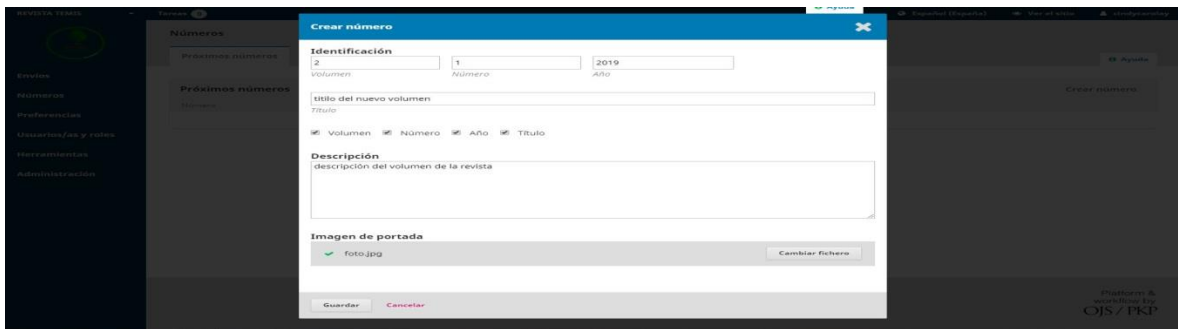 REVISTA TEMIS
Tareas 0
Ayuda
Español (Español)
Ver el sitio
Números
Próximos números
Ayuda
Envíos
Números
Preferencias
Usuarios/as y roles
Herramientas
Administración
Próximos números
Crear número
Número
Crear número
Identificación
2 1 2019
Volumen Número Año
titilo del nuevo volumen
Título
Volumen Número Año Título
Descripción
descripción del volumen de la revista
Imagen de portada
foto.jpg Cambiar fichero
Guardar Cancelar
Platform &
workflow by
OJS / PKP